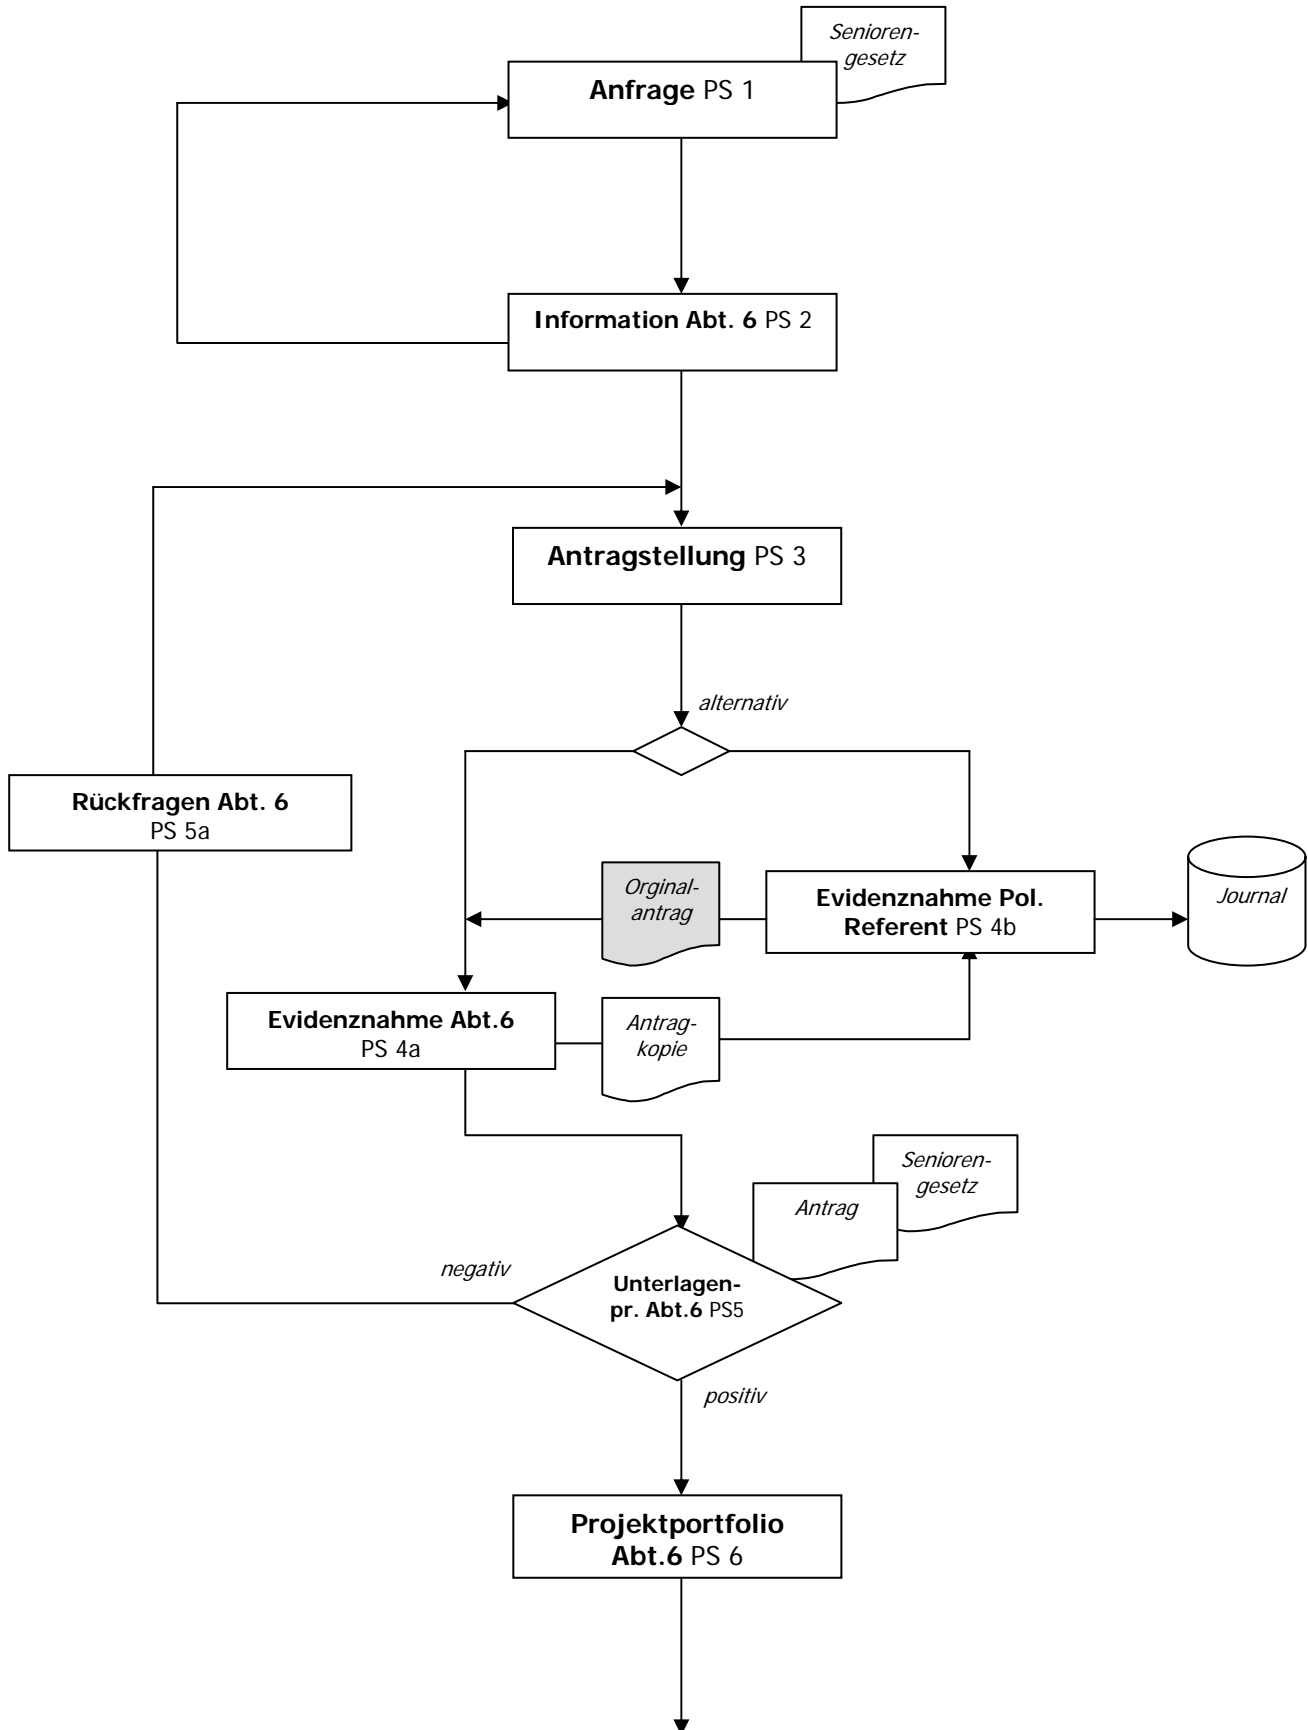 Senioren-
gesetz
Anfrage PS 1
Information Abt. 6 PS 2
Antragstellung PS 3
alternativ
Rückfragen Abt. 6
PS 5a
Orginal-
antrag
Evidenznahme Pol.
Referent PS 4b
Journal
Evidenznahme Abt.6
PS 4a
Antrag-
kopie
Senioren-
gesetz
Antrag
negativ
Unterlagen-
pr. Abt.6 PS5
positiv
Projektportfolio
Abt.6 PS 6